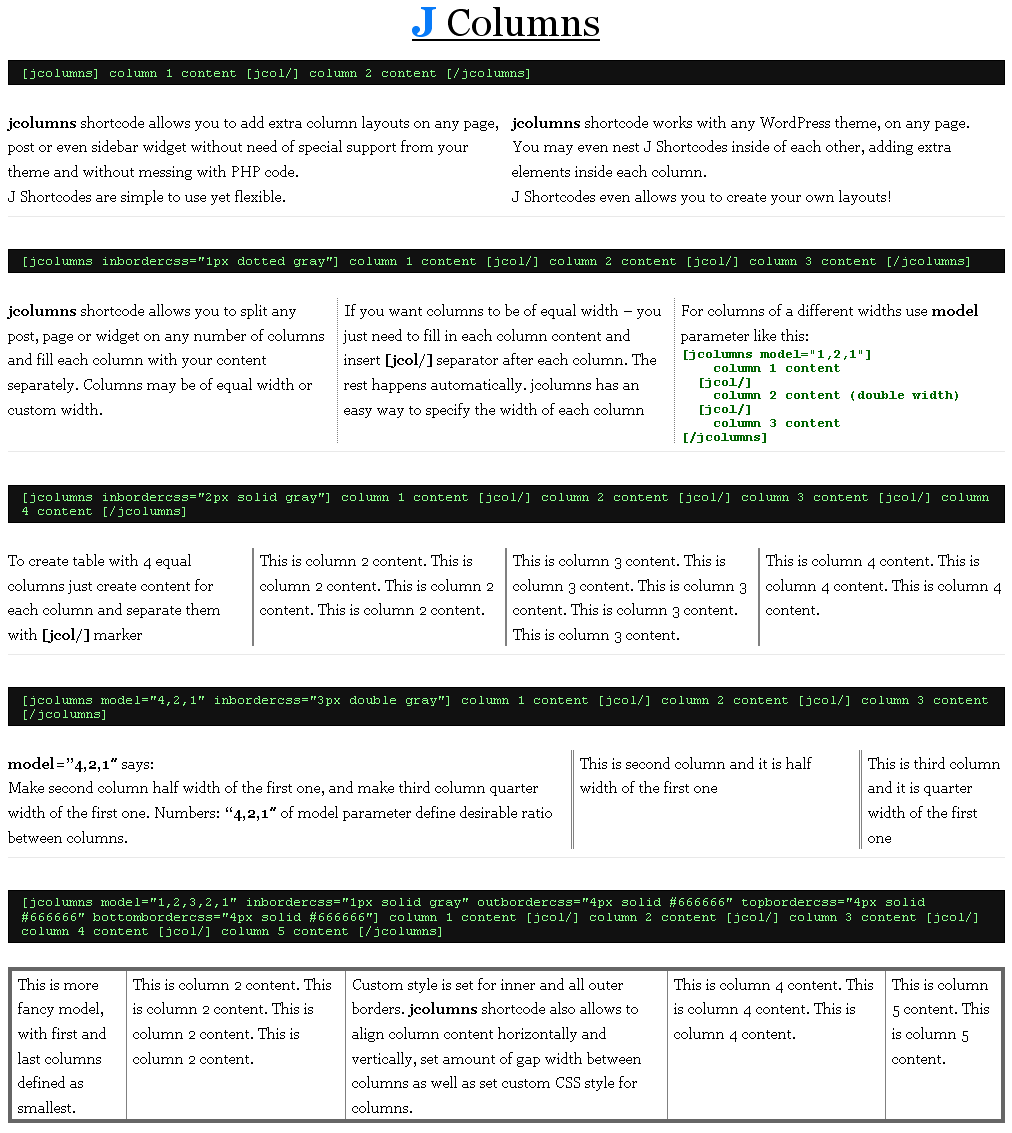 J Columns
[jcolumns] column 1 content [jcol/] column 2 content [/jcolumns]
jcolumns shortcode allows you to add extra column layouts on any page,
post or even sidebar widget without need of special support from your
theme and without messing with PHP code.
J Shortcodes are simple to use yet flexible.
jcolumns shortcode works with any WordPress theme, on any page.
You may even nest J Shortcodes inside of each other, adding extra
elements inside each column.
J Shortcodes even allows you to create your own layouts!
[jcolumns inbordercss="1px dotted gray"] column 1 content [jcol/] column 2 content [jcol/] column 3 content [/jcolumns]
jcolumns shortcode allows you to split any
post, page or widget on any number of columns
and fill each column with your content
separately. Columns may be of equal width or
custom width.
If you want columns to be of equal width – you
just need to fill in each column content and
insert [jcol/] separator after each column. The
rest happens automatically. jcolumns has an
easy way to specify the width of each column
For columns of a different widths use model
parameter like this:
[jcolumns model="1,2,1"]
column 1 content
[jcol/]
column 2 content (double width)
[jcol/]
column 3 content
[/jcolumns]
[jcolumns inbordercss="2px solid gray"] column 1 content [jcol/] column 2 content [jcol/] column 3 content [jcol/] column
4 content [/jcolumns]
To create table with 4 equal
columns just create content for
each column and separate them
with [jcol/] marker
This is column 2 content. This is
column 2 content. This is column 2
content. This is column 2 content.
This is column 3 content. This is
column 3 content. This is column 3
content. This is column 3 content.
This is column 3 content.
This is column 4 content. This is
column 4 content. This is column 4
content.
[jcolumns model="4,2,1" inbordercss="3px double gray"] column 1 content [jcol/] column 2 content [jcol/] column 3 content
[/jcolumns]
model=”4,2,1″ says:
Make second column half width of the first one, and make third column quarter
width of the first one. Numbers: “4,2,1″ of model parameter define desirable ratio
between columns.
This is second column and it is half
width of the first one
This is third column
and it is quarter
width of the first
one
[jcolumns model="1,2,3,2,1" inbordercss="1px solid gray" outbordercss="4px solid #666666" topbordercss="4px solid
#666666" bottombordercss="4px solid #666666"] column 1 content [jcol/] column 2 content [jcol/] column 3 content [jcol/]
column 4 content [jcol/] column 5 content [/jcolumns]
This is more
fancy model,
with first and
last columns
defined as
smallest.
This is column 2 content. This
is column 2 content. This is
column 2 content. This is
column 2 content.
Custom style is set for inner and all outer
borders. jcolumns shortcode also allows to
align column content horizontally and
vertically, set amount of gap width between
columns as well as set custom CSS style for
columns.
This is column 4 content. This
is column 4 content. This is
column 4 content.
This is column
5 content. This
is column 5
content.